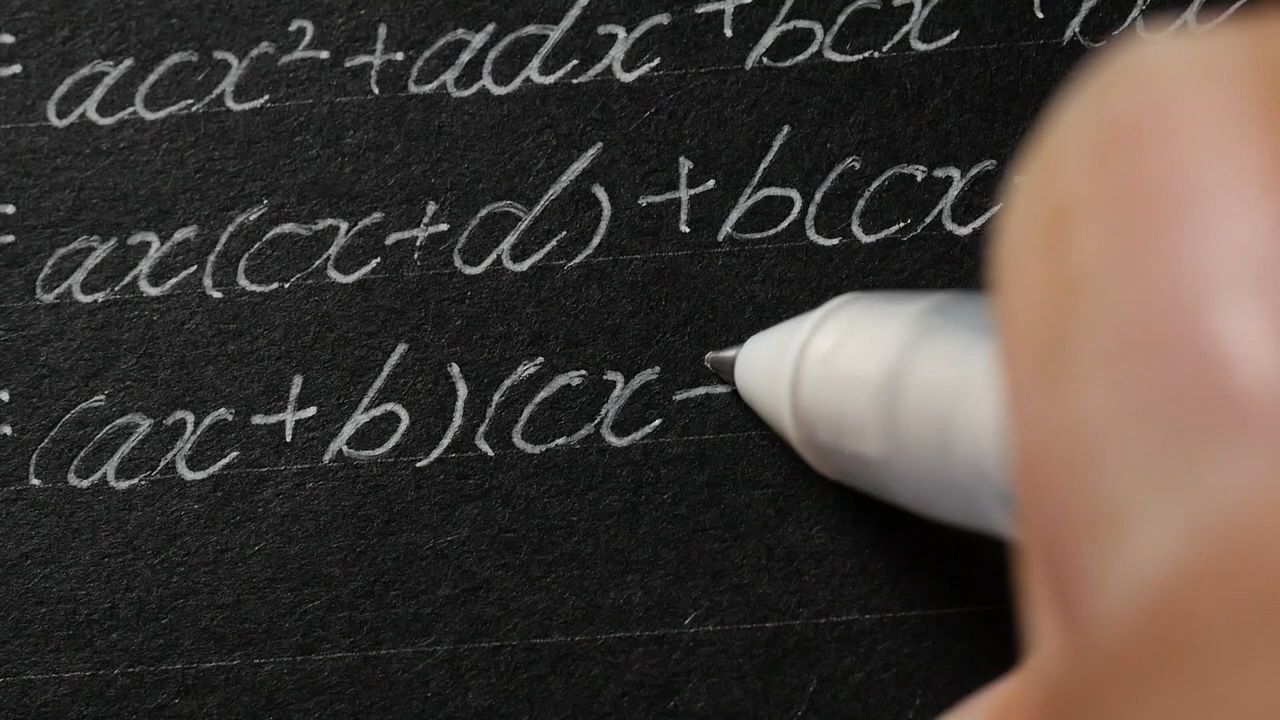 = acx²+adx+bcx
= ax(cx+d)+b(cx
= (ax+b)(cx-